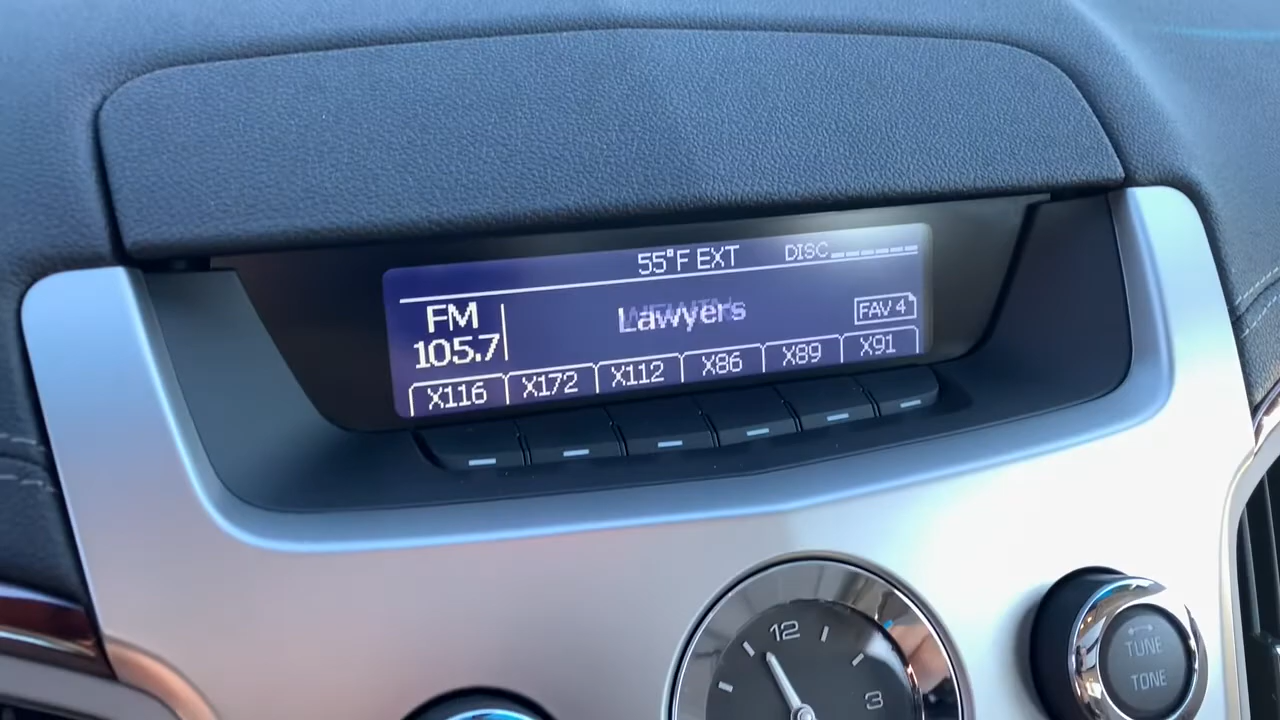 55°F EXT DISC
FM Lawyers FAV 4
105.7
X116 X172 X112 X86 X89 X91
12
3
TUNE
TONE